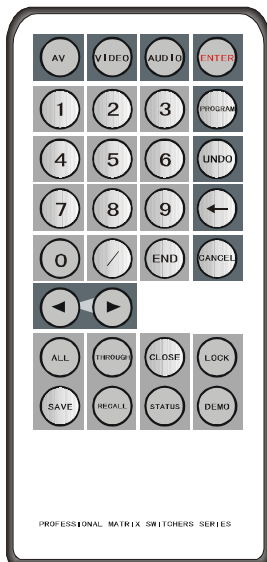 AV VIDEO AUDIO ENTER
1 2 3 PROGRAM
4 5 6 UNDO
7 8 9 ←
0 / END CANCEL
◄ ►
ALL THROUGH CLOSE LOCK
SAVE RECALL STATUS DEMO
PROFESSIONAL MATRIX SWITCHERS SERIES